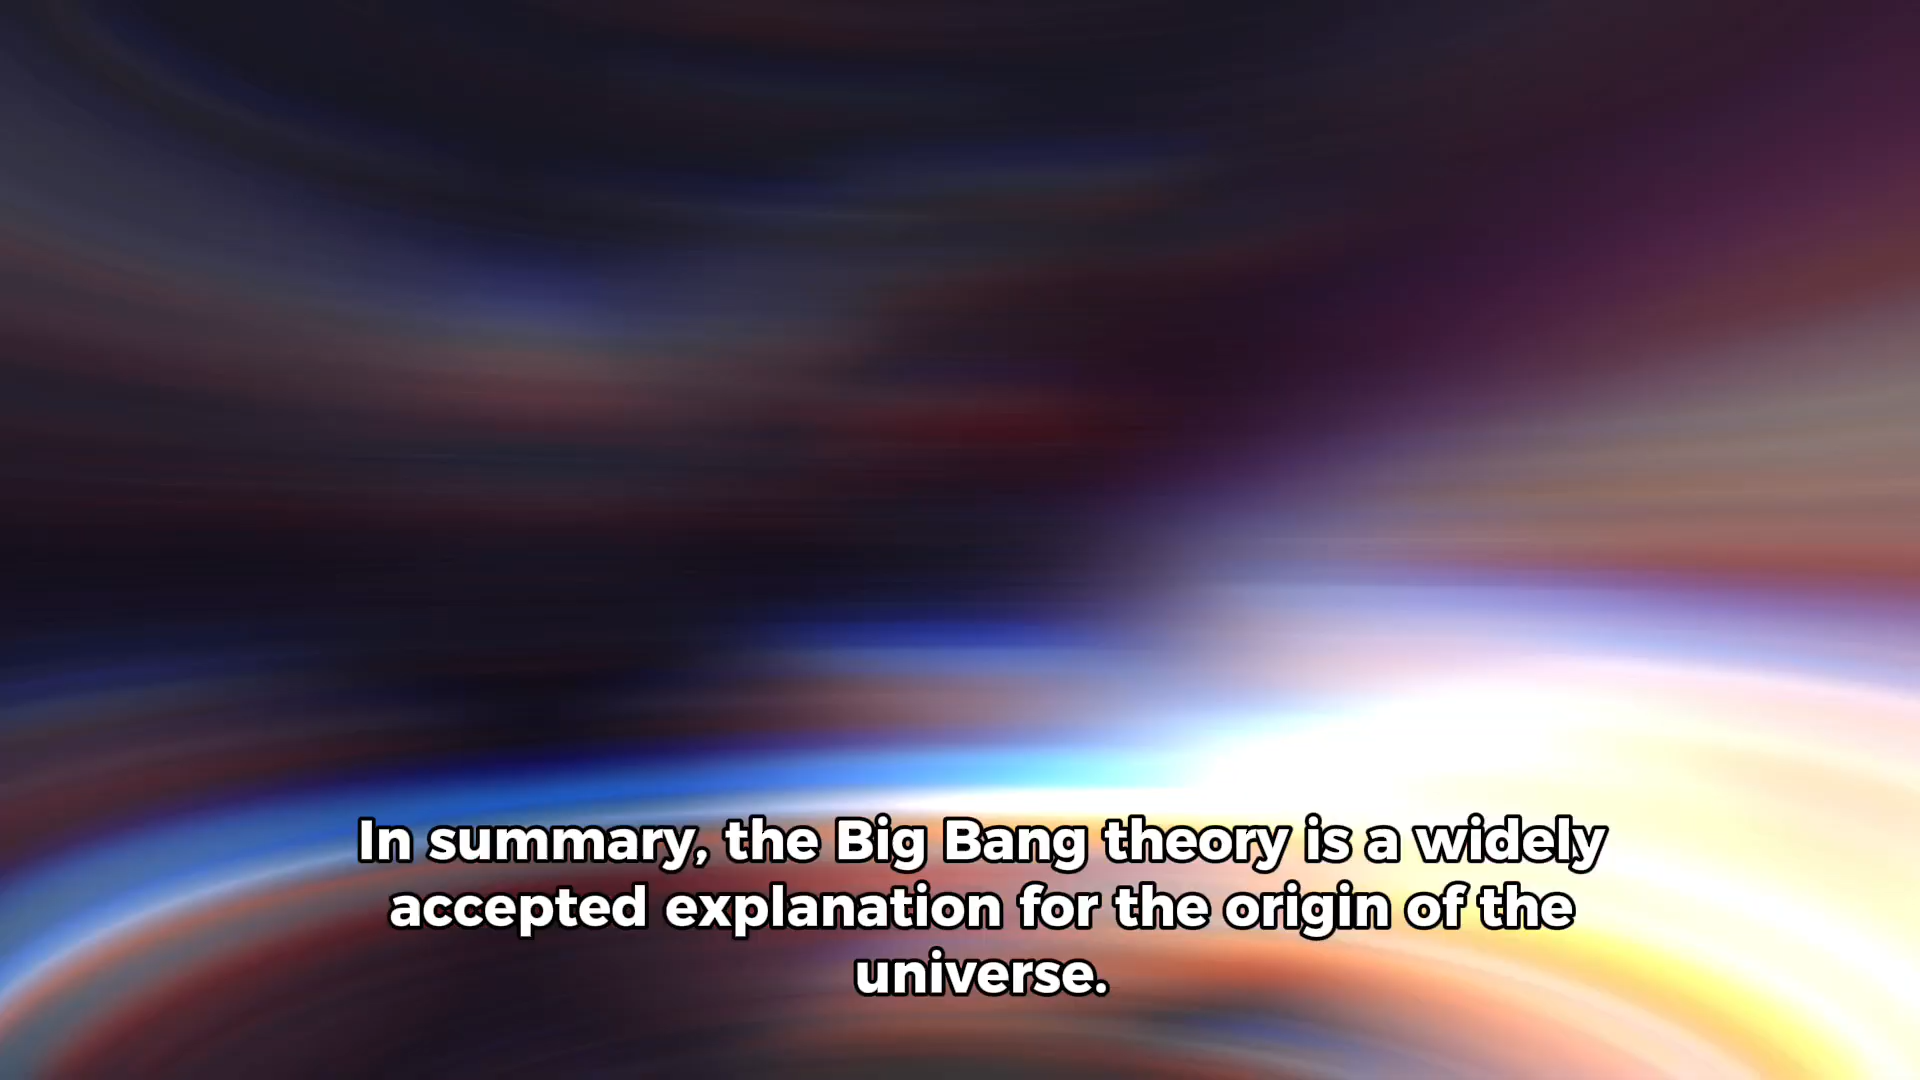 In summary, the Big Bang theory is a widely
accepted explanation for the origin of the
universe.